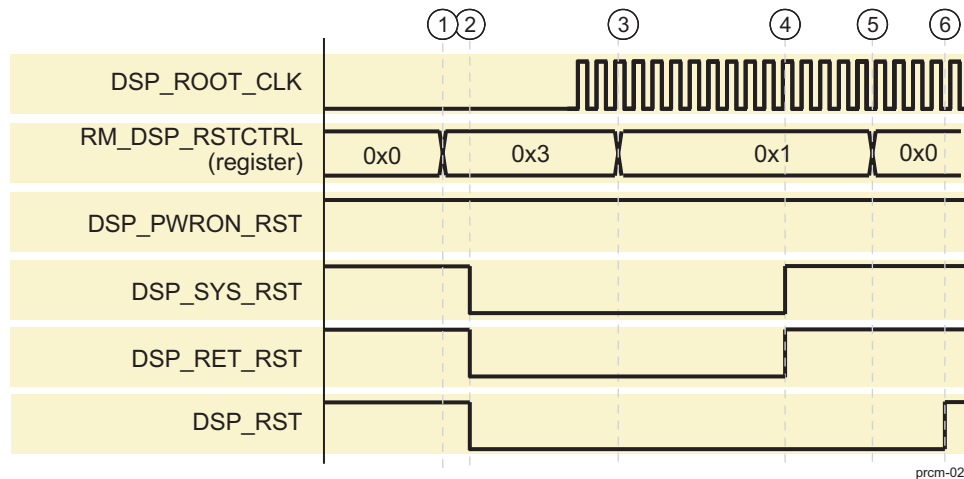 1 2 3 4 5 6
DSP_ROOT_CLK
RM_DSP_RSTCTRL
(register)
0x0 0x3 0x1 0x0
DSP_PWRON_RST
DSP_SYS_RST
DSP_RET_RST
DSP_RST
prcm-02